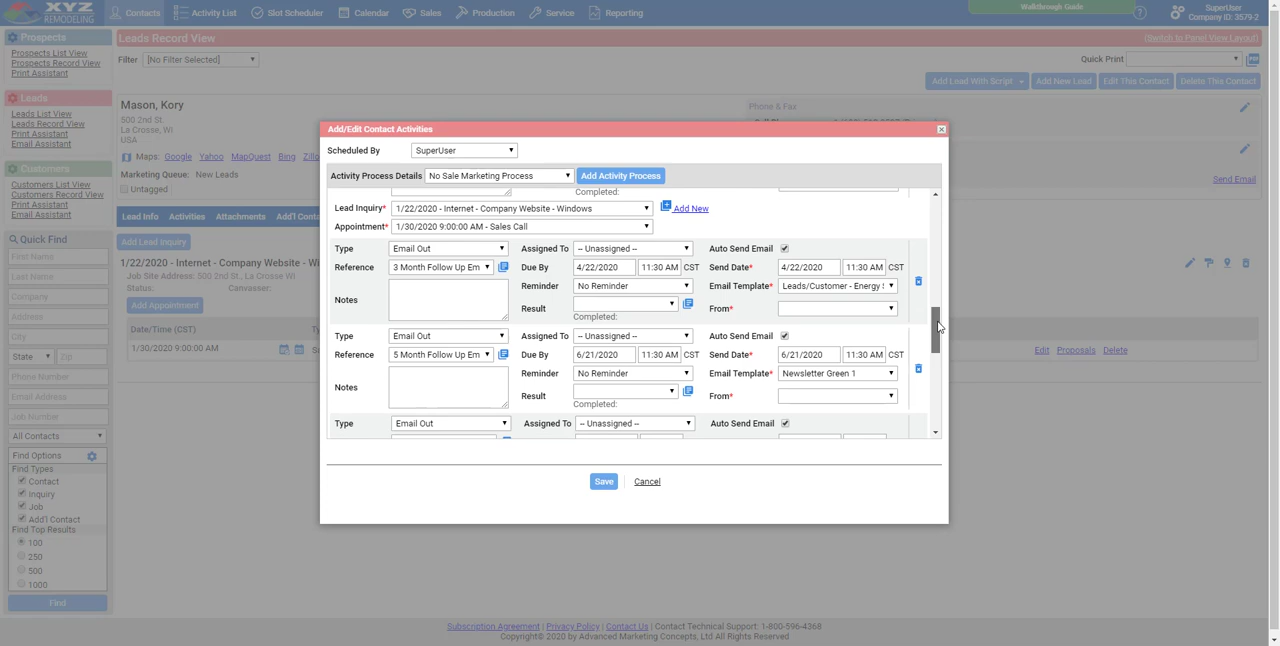 XYZ
REMODELING
Contacts
Activity List
Slot Scheduler
Calendar
Sales
Production
Service
Reporting
Walkthrough Guide
?
SuperUser
Company ID: 3579-2
Prospects
Prospects List View
Prospects Record View
Print Assistant
Leads
Leads List View
Leads Record View
Print Assistant
Email Assistant
Customers
Customers List View
Customers Record View
Print Assistant
Email Assistant
Quick Find
First Name
Last Name
Company
Address
City
State
Zip
Phone Number
Email Address
Job Number
All Contacts
Find Options
Find Types
Contact
Inquiry
Job
Add'l Contact
Find Top Results
100
250
500
1000
Find
Leads Record View
(Switch to Panel View Layout)
Filter [No Filter Selected]
Quick Print
Add Lead With Script
Add New Lead
Edit This Contact
Delete This Contact
Mason, Kory
500 2nd St.
La Crosse, WI
USA
Phone & Fax
Maps: Google Yahoo MapQuest Bing
Marketing Queue: New Leads
Untagged
Send Email
Lead Info
Activities
Attachments
Add'l Cont
Add Lead Inquiry
1/22/2020 - Internet - Company Website - Wi
Job Site Address: 500 2nd St., La Crosse WI
Status:
Canvasser:
Add Appointment
Date/Time (CST)
1/30/2020 9:00:00 AM
Edit
Proposals
Delete
Add/Edit Contact Activities
Scheduled By
SuperUser
Activity Process Details
No Sale Marketing Process
Add Activity Process
Completed:
Lead Inquiry* 1/22/2020 - Internet - Company Website - Windows
Add New
Appointment* 1/30/2020 9:00:00 AM - Sales Call
Type Email Out Assigned To -- Unassigned -- Auto Send Email
Reference 3 Month Follow Up Em Due By 4/22/2020 11:30 AM CST Send Date* 4/22/2020 11:30 AM CST
Reminder No Reminder Email Template* Leads/Customer - Energy
Notes Result From*
Completed:
Type Email Out Assigned To -- Unassigned -- Auto Send Email
Reference 5 Month Follow Up Em Due By 6/21/2020 11:30 AM CST Send Date* 6/21/2020 11:30 AM CST
Reminder No Reminder Email Template* Newsletter Green 1
Notes Result From*
Completed:
Type Email Out Assigned To -- Unassigned -- Auto Send Email
Save
Cancel
Subscription Agreement | Privacy Policy | Contact Us | Contact Technical Support: 1-800-596-4368
Copyright© 2020 by Advanced Marketing Concepts, Ltd All Rights Reserved